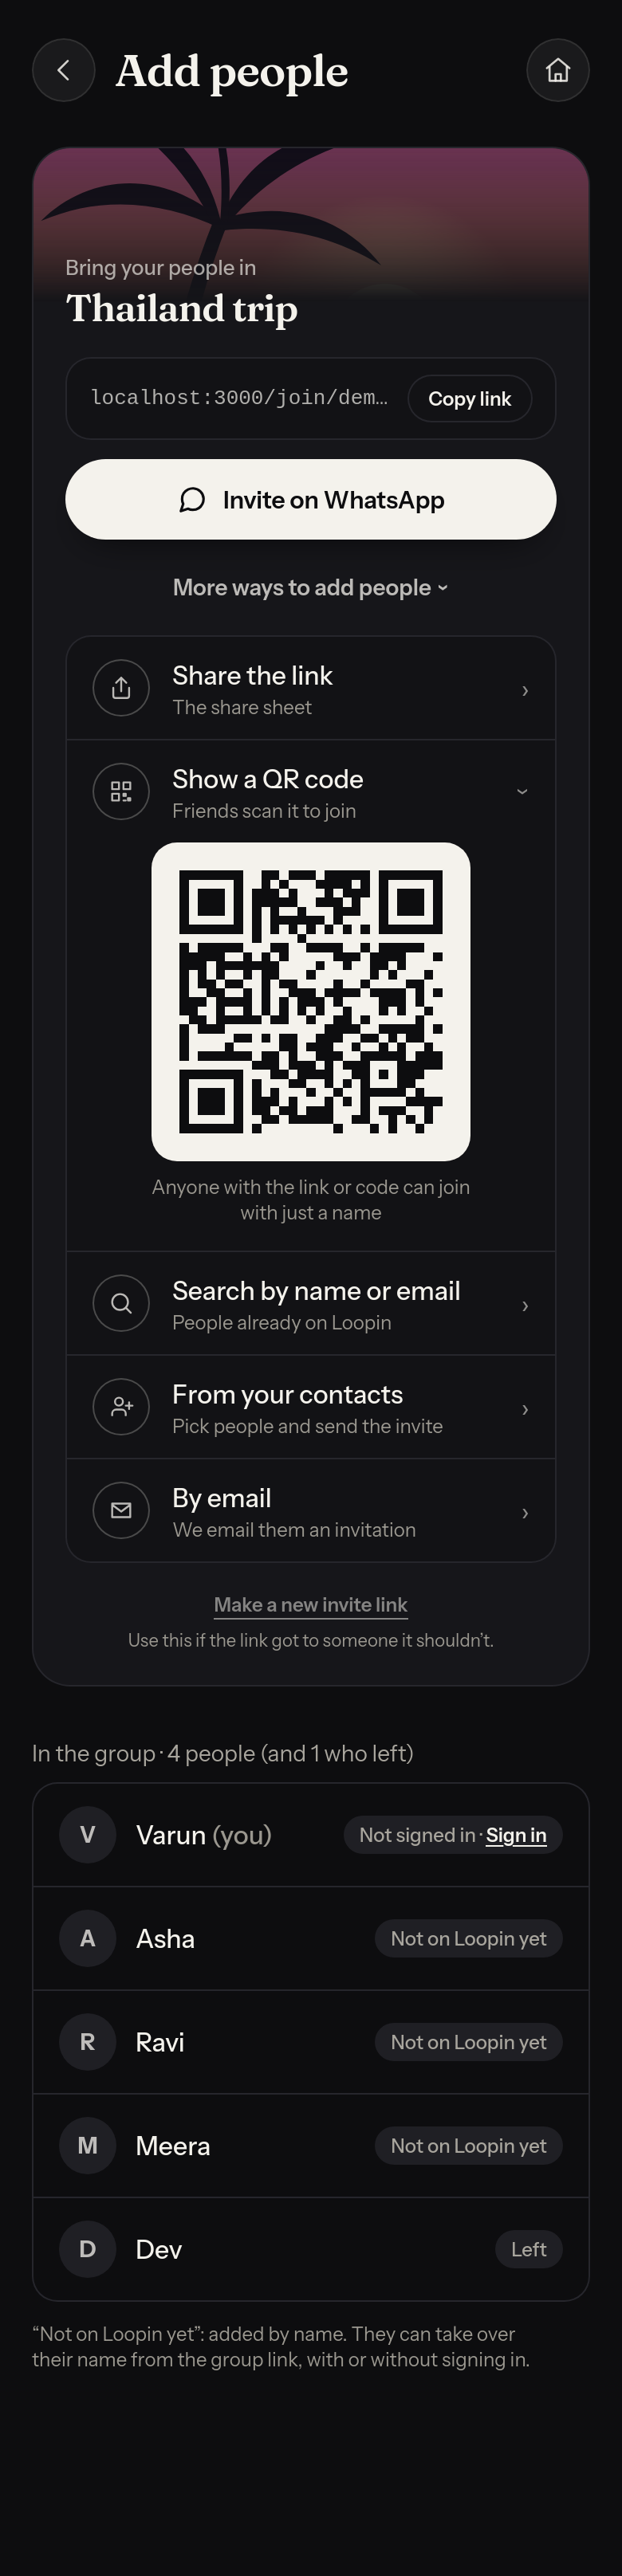 Add people
Bring your people in
Thailand trip
localhost:3000/join/dem…
Copy link
Invite on WhatsApp
More ways to add people
Share the link
The share sheet
Show a QR code
Friends scan it to join
Anyone with the link or code can join
with just a name
Search by name or email
People already on Loopin
From your contacts
Pick people and send the invite
By email
We email them an invitation
Make a new invite link
Use this if the link got to someone it shouldn’t.
In the group · 4 people (and 1 who left)
V
Varun (you)
Not signed in · Sign in
A
Asha
Not on Loopin yet
R
Ravi
Not on Loopin yet
M
Meera
Not on Loopin yet
D
Dev
Left
“Not on Loopin yet”: added by name. They can take over
their name from the group link, with or without signing in.